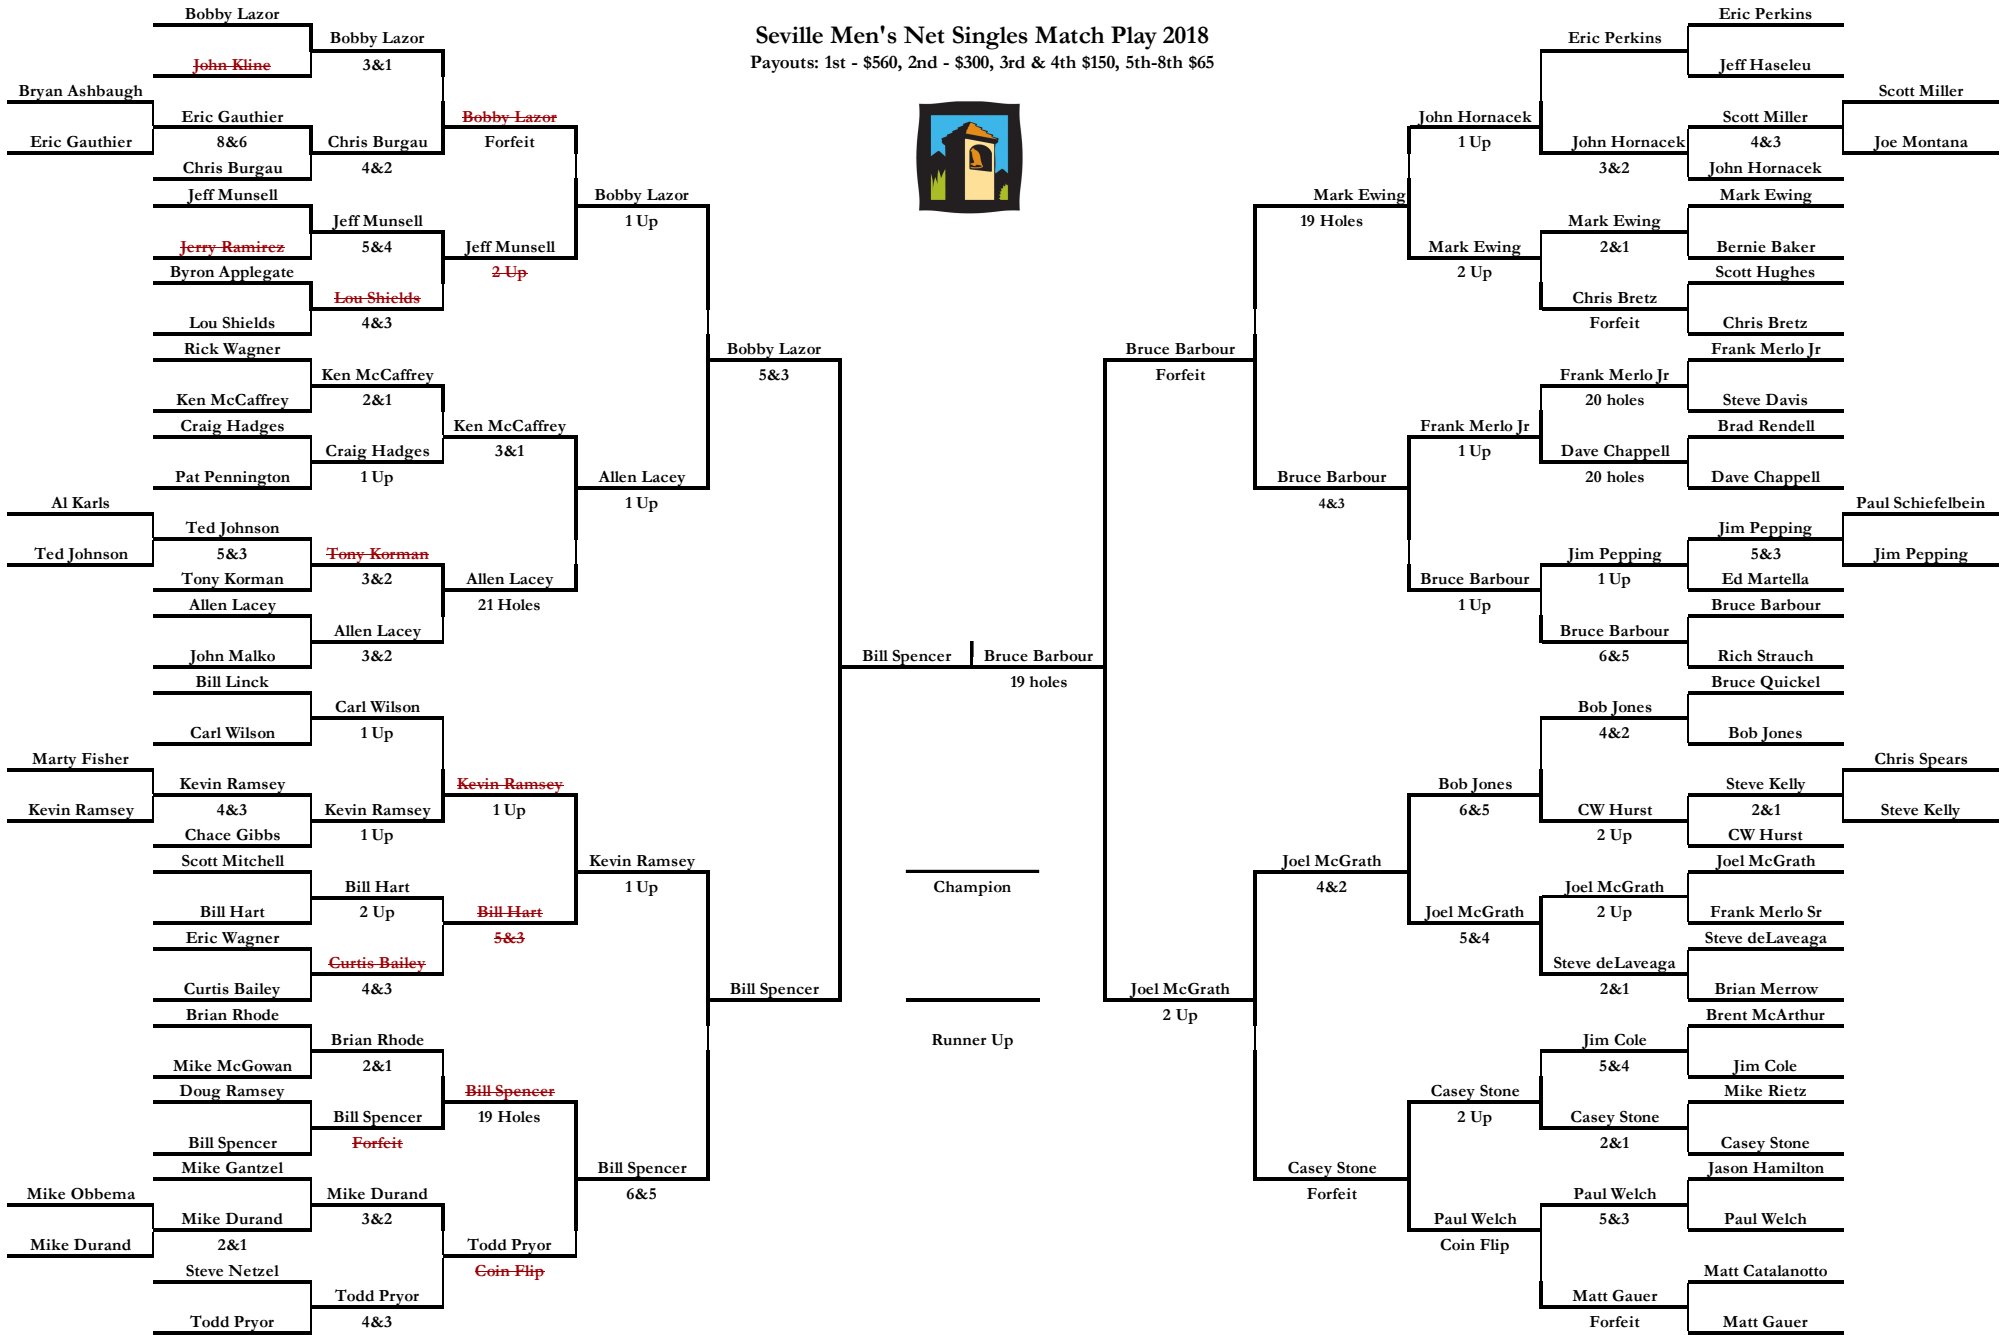 Seville Men's Net Singles Match Play 2018
Payouts: 1st - $560, 2nd - $300, 3rd & 4th $150, 5th-8th $65
Bryan Ashbaugh
Eric Gauthier
Al Karls
Ted Johnson
Marty Fisher
Kevin Ramsey
Mike Obbema
Mike Durand
Bobby Lazor
John Kline
Eric Gauthier
8&6
Chris Burgau
Jeff Munsell
Jerry Ramirez
Byron Applegate
Lou Shields
Rick Wagner
Ken McCaffrey
Craig Hadges
Pat Pennington
Ted Johnson
5&3
Tony Korman
Allen Lacey
John Malko
Bill Linck
Carl Wilson
Kevin Ramsey
4&3
Chace Gibbs
Scott Mitchell
Bill Hart
Eric Wagner
Curtis Bailey
Brian Rhode
Mike McGowan
Doug Ramsey
Bill Spencer
Mike Gantzel
Mike Durand
2&1
Steve Netzel
Todd Pryor
Bobby Lazor
3&1
Chris Burgau
4&2
Jeff Munsell
5&4
Lou Shields
4&3
Ken McCaffrey
2&1
Craig Hadges
1 Up
Tony Korman
3&2
Allen Lacey
3&2
Carl Wilson
1 Up
Kevin Ramsey
1 Up
Bill Hart
2 Up
Curtis Bailey
4&3
Brian Rhode
2&1
Bill Spencer
Forfeit
Mike Durand
3&2
Todd Pryor
4&3
Bobby Lazor
Forfeit
Jeff Munsell
2 Up
Ken McCaffrey
3&1
Allen Lacey
21 Holes
Kevin Ramsey
1 Up
Bill Hart
5&3
Bill Spencer
19 Holes
Todd Pryor
Coin Flip
Bobby Lazor
1 Up
Allen Lacey
1 Up
Kevin Ramsey
1 Up
Bill Spencer
6&5
Bobby Lazor
5&3
Bill Spencer
Bill Spencer
Bruce Barbour
19 holes
Champion
Runner Up
Bruce Barbour
Forfeit
Joel McGrath
2 Up
Mark Ewing
19 Holes
Bruce Barbour
4&3
Joel McGrath
4&2
Casey Stone
Forfeit
John Hornacek
1 Up
Mark Ewing
2 Up
Frank Merlo Jr
1 Up
Bruce Barbour
1 Up
Bob Jones
6&5
Joel McGrath
5&4
Casey Stone
2 Up
Paul Welch
Coin Flip
Eric Perkins
John Hornacek
3&2
Mark Ewing
2&1
Chris Bretz
Forfeit
Frank Merlo Jr
20 holes
Dave Chappell
20 holes
Jim Pepping
1 Up
Bruce Barbour
6&5
Bob Jones
4&2
CW Hurst
2 Up
Joel McGrath
2 Up
Steve deLaveaga
2&1
Jim Cole
5&4
Casey Stone
2&1
Paul Welch
5&3
Matt Gauer
Forfeit
Eric Perkins
Jeff Haseleu
Scott Miller
4&3
John Hornacek
Mark Ewing
Bernie Baker
Scott Hughes
Chris Bretz
Frank Merlo Jr
Steve Davis
Brad Rendell
Dave Chappell
Jim Pepping
5&3
Ed Martella
Bruce Barbour
Rich Strauch
Bruce Quickel
Bob Jones
Steve Kelly
2&1
CW Hurst
Joel McGrath
Frank Merlo Sr
Steve deLaveaga
Brian Merrow
Brent McArthur
Jim Cole
Mike Rietz
Casey Stone
Jason Hamilton
Paul Welch
Matt Catalanotto
Matt Gauer
Scott Miller
Joe Montana
Paul Schiefelbein
Jim Pepping
Chris Spears
Steve Kelly